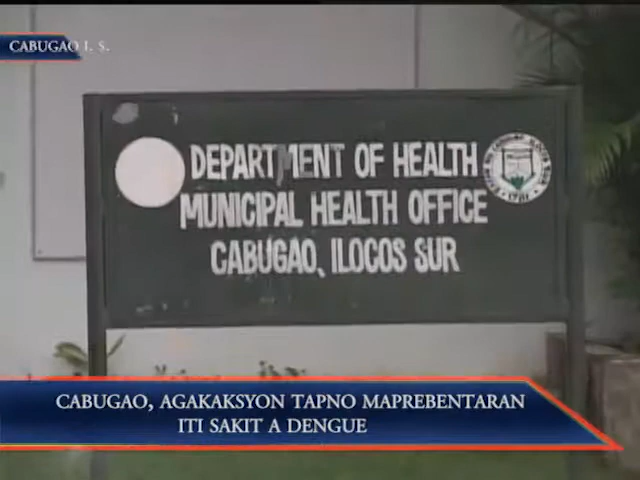 CABUGAO I. S.
DEPARTMENT OF HEALTH
MUNICIPAL HEALTH OFFICE
CABUGAO, ILOCOS SUR
CABUGAO, AGAKAKSYON TAPNO MAPREBENTARAN
ITI SAKIT A DENGUE